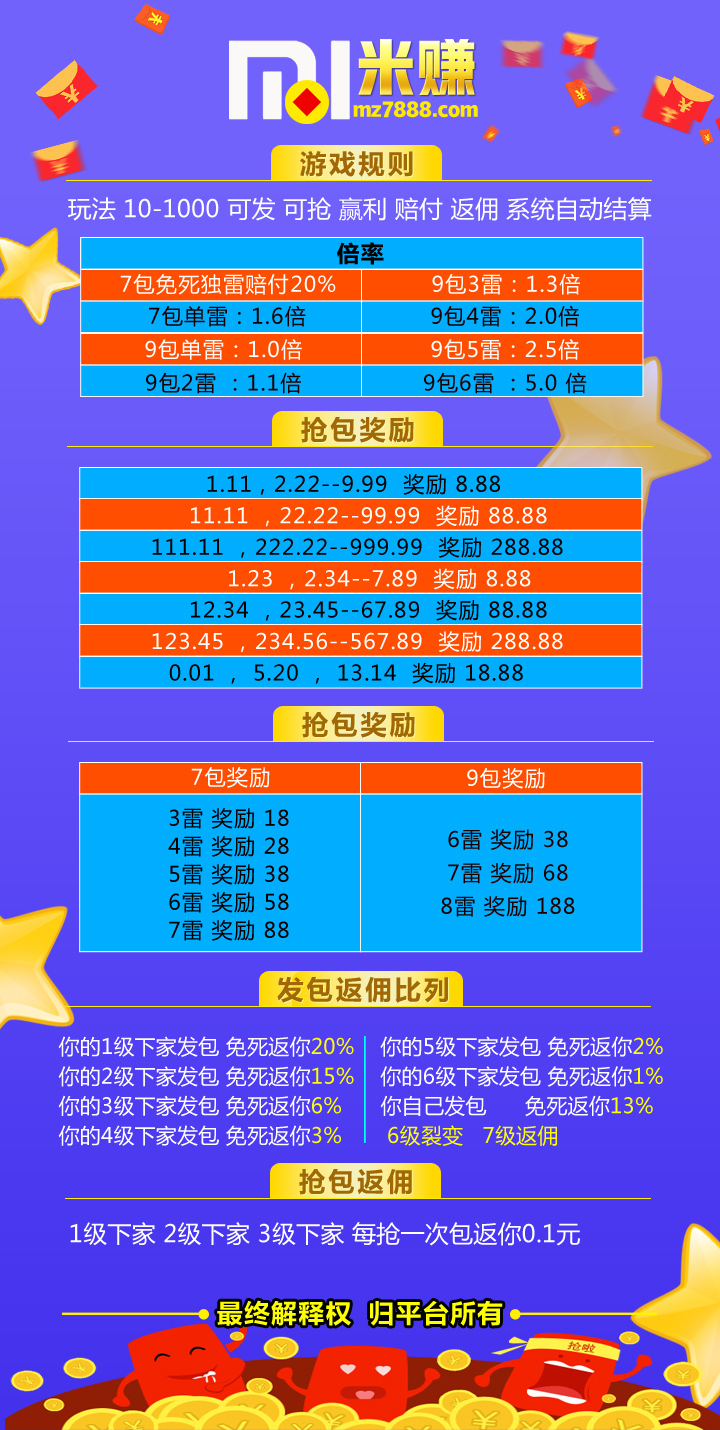 米赚
mz7888.com
游戏规则
玩法 10-1000 可发 可抢 赢利 赔付 返佣 系统自动结算
倍率
7包免死独雷赔付20% 9包3雷：1.3倍
7包单雷：1.6倍 9包4雷：2.0倍
9包单雷：1.0倍 9包5雷：2.5倍
9包2雷 ：1.1倍 9包6雷 ：5.0 倍
抢包奖励
1.11，2.22--9.99 奖励 8.88
11.11 ，22.22--99.99 奖励 88.88
111.11 ，222.22--999.99 奖励 288.88
1.23 ，2.34--7.89 奖励 8.88
12.34 ，23.45--67.89 奖励 88.88
123.45 ，234.56--567.89 奖励 288.88
0.01 ， 5.20 ， 13.14 奖励 18.88
抢包奖励
7包奖励 9包奖励
3雷 奖励 18
4雷 奖励 28
5雷 奖励 38
6雷 奖励 58
7雷 奖励 88
6雷 奖励 38
7雷 奖励 68
8雷 奖励 188
发包返佣比列
你的1级下家发包 免死返你20%
你的2级下家发包 免死返你15%
你的3级下家发包 免死返你6%
你的4级下家发包 免死返你3%
你的5级下家发包 免死返你2%
你的6级下家发包 免死返你1%
你自己发包 免死返你13%
6级裂变 7级返佣
抢包返佣
1级下家 2级下家 3级下家 每抢一次包返你0.1元
最终解释权 归平台所有
抢啦